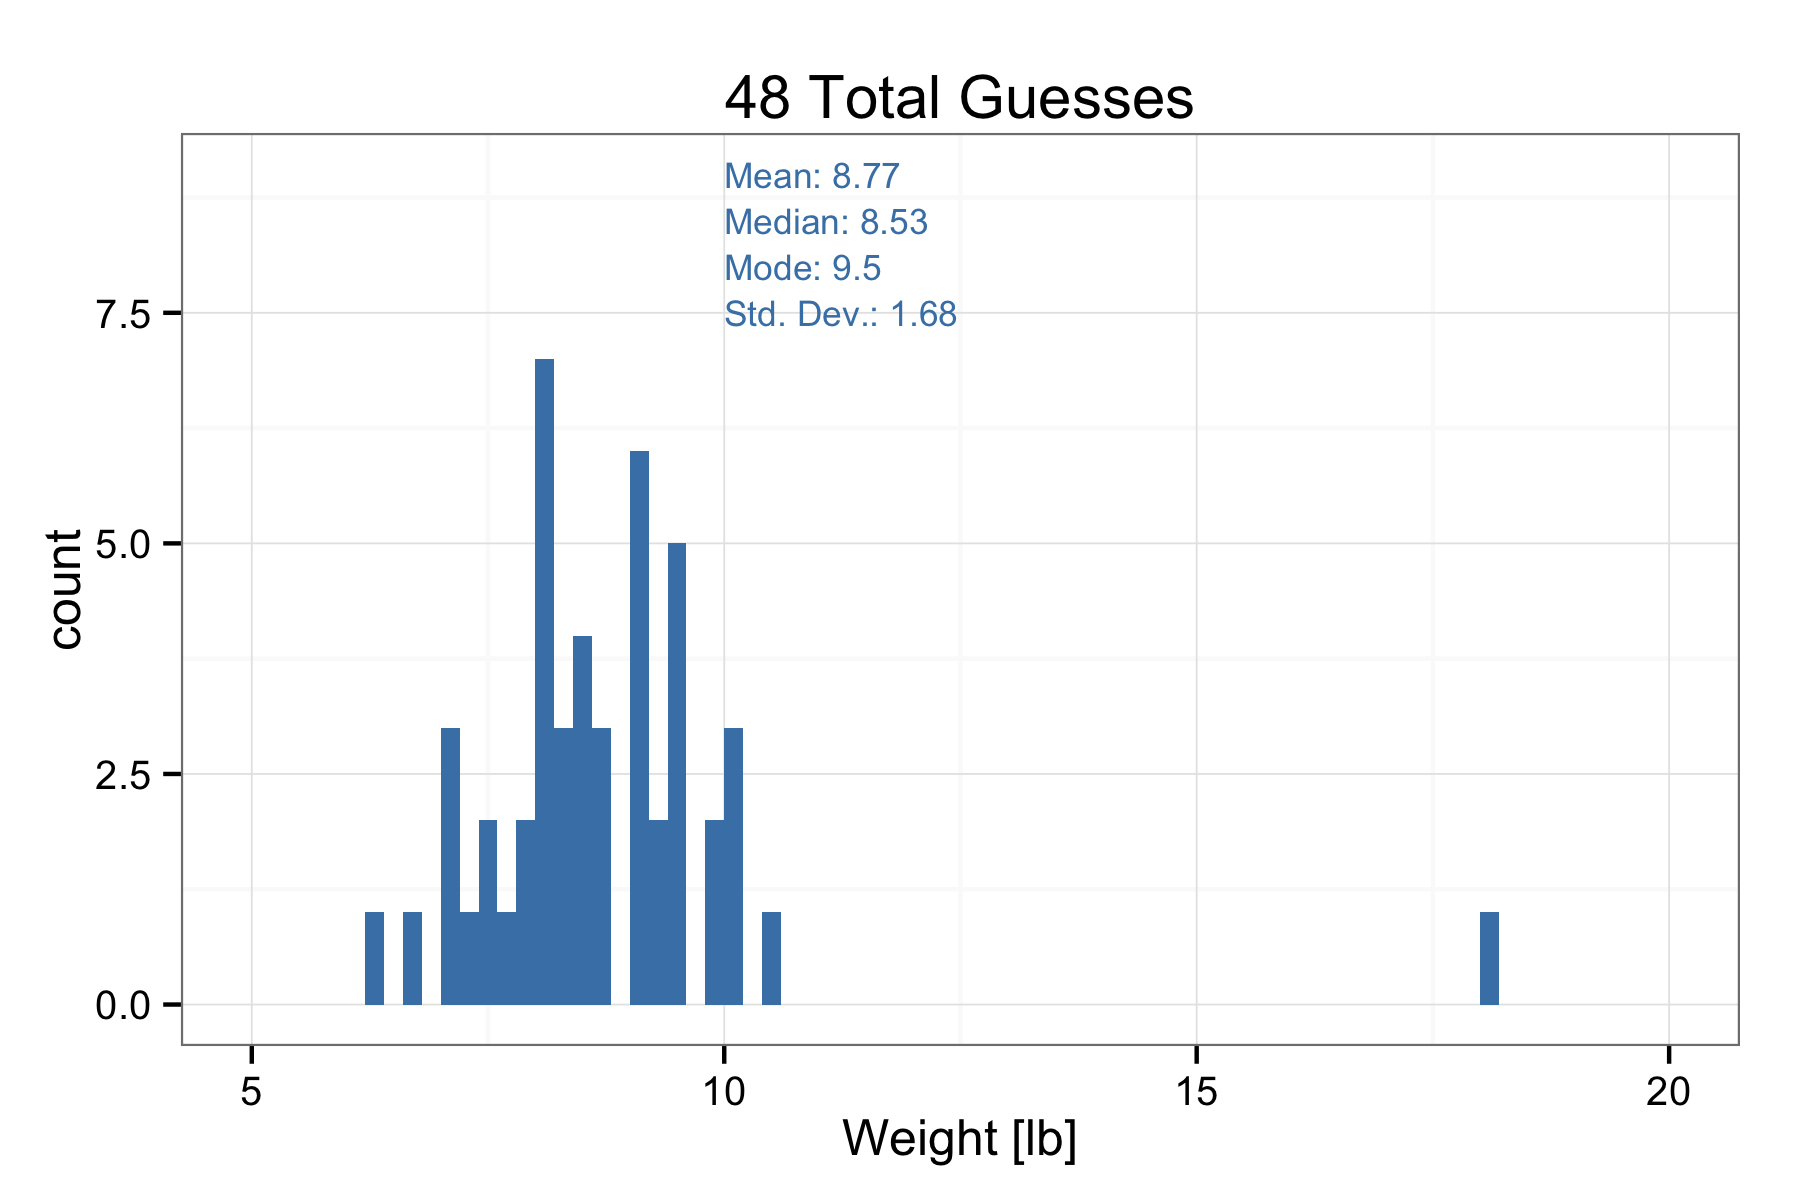 48 Total Guesses
Mean: 8.77
Median: 8.53
Mode: 9.5
Std. Dev.: 1.68
7.5
5.0
2.5
0.0
count
5 10 15 20
Weight [lb]